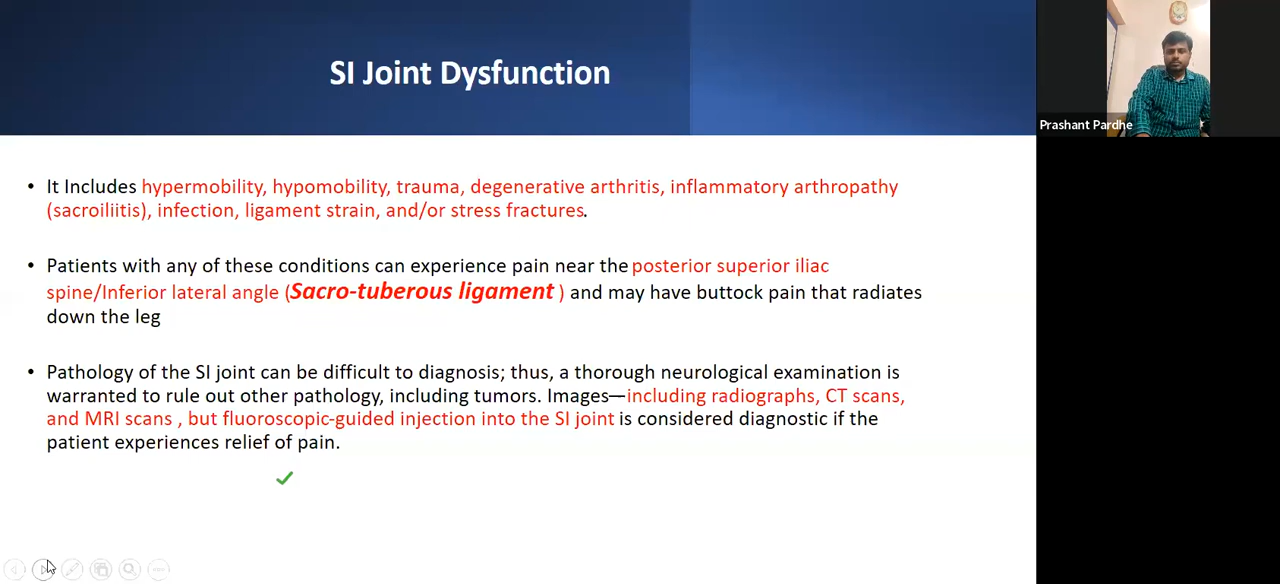 SI Joint Dysfunction
• It Includes hypermobility, hypomobility, trauma, degenerative arthritis, inflammatory arthropathy
(sacroiliitis), infection, ligament strain, and/or stress fractures.
• Patients with any of these conditions can experience pain near the posterior superior iliac
spine/Inferior lateral angle (Sacro-tuberous ligament ) and may have buttock pain that radiates
down the leg
• Pathology of the SI joint can be difficult to diagnosis; thus, a thorough neurological examination is
warranted to rule out other pathology, including tumors. Images—including radiographs, CT scans,
and MRI scans , but fluoroscopic-guided injection into the SI joint is considered diagnostic if the
patient experiences relief of pain.
Prashant Pardhe